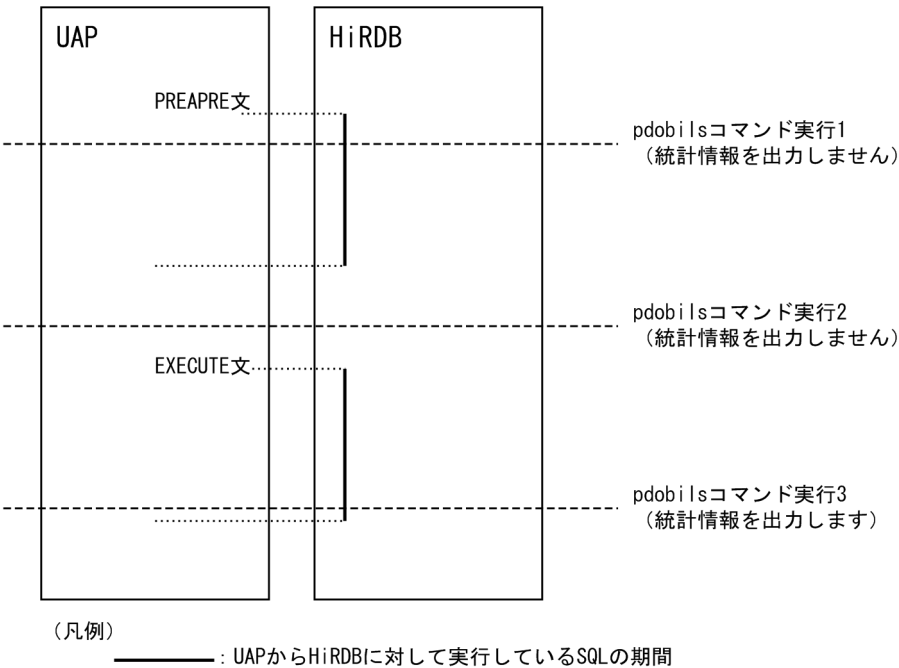 UAP
HiRDB
PREAPRE文
pdobilsコマンド実行1
（統計情報を出力しません）
pdobilsコマンド実行2
（統計情報を出力しません）
EXECUTE文
pdobilsコマンド実行3
（統計情報を出力します）
（凡例）
：UAPからHiRDBに対して実行しているSQLの期間